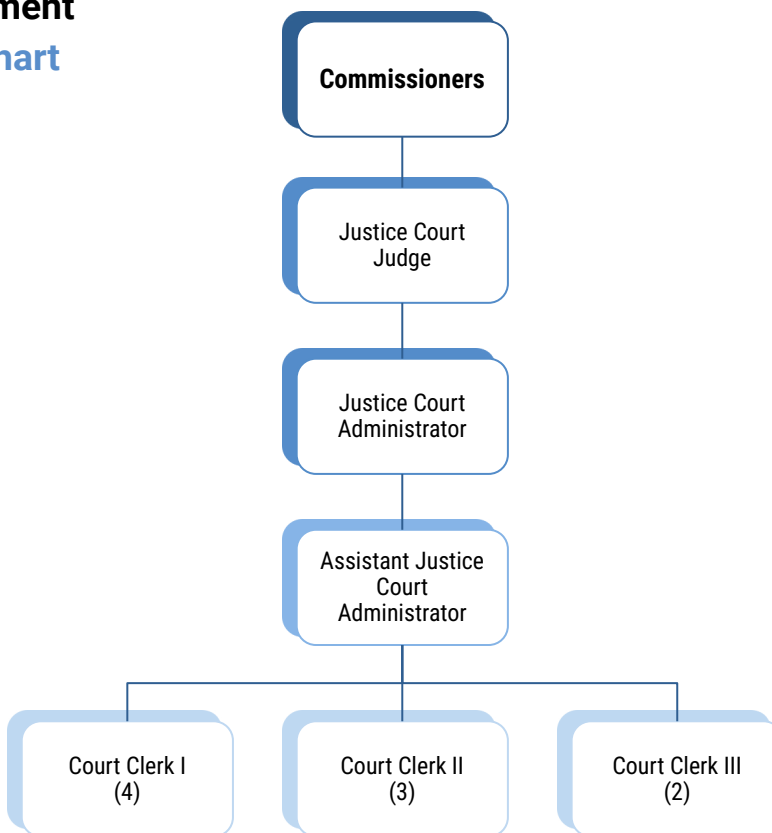 ment
hart
Commissioners
Justice Court
Judge
Justice Court
Administrator
Assistant Justice
Court
Administrator
Court Clerk I
(4)
Court Clerk II
(3)
Court Clerk III
(2)